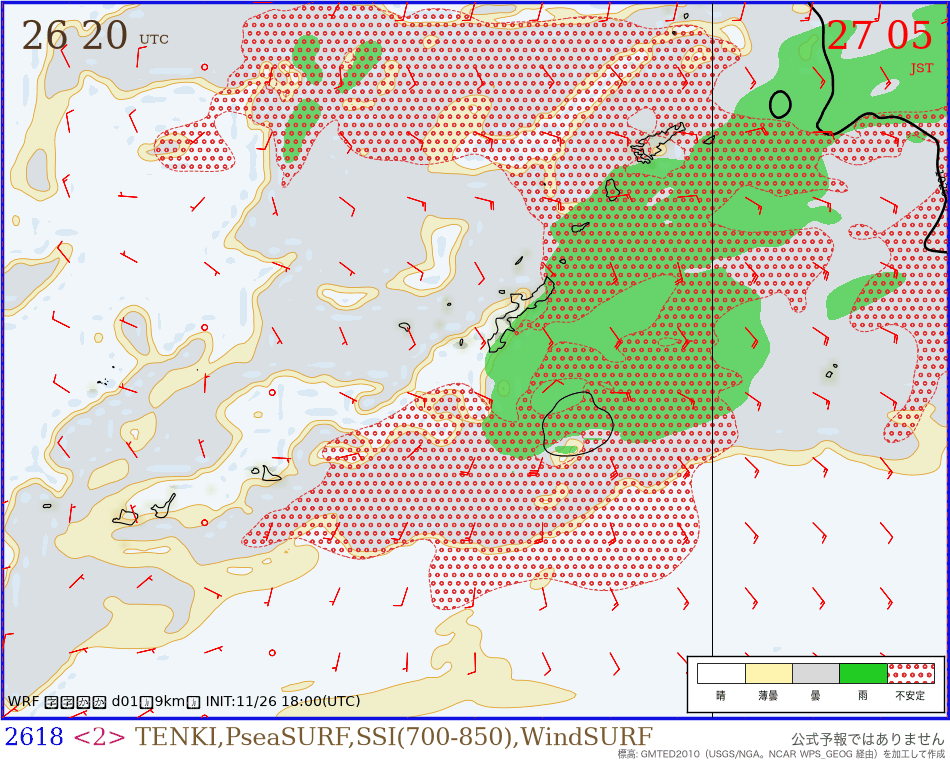 26 20 UTC
27 05
JST
晴 薄曇 曇 雨 不安定
WRF d01 9km INIT:11/26 18:00(UTC)
2618 <2> TENKI,PseaSURF,SSI(700-850),WindSURF
公式予報ではありません
標高: GMTED2010（USGS/NGA。NCAR WPS_GEOG 経由）を加工して作成